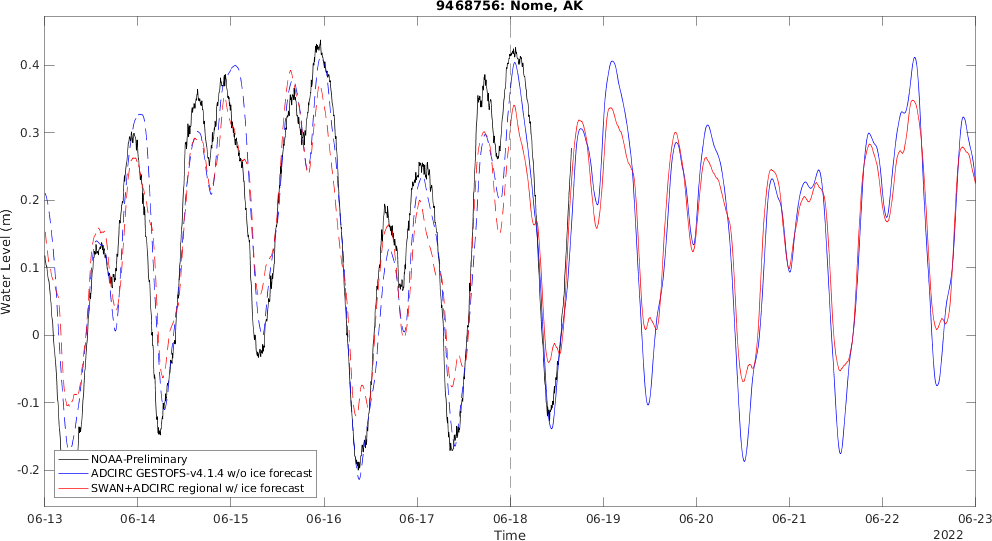 9468756: Nome, AK
Water Level (m)
0.4
0.3
0.2
0.1
0
-0.1
-0.2
NOAA-Preliminary
ADCIRC GESTOFS-v4.1.4 w/o ice forecast
SWAN+ADCIRC regional w/ ice forecast
06-13 06-14 06-15 06-16 06-17 06-18 06-19 06-20 06-21 06-22 06-23
Time
2022